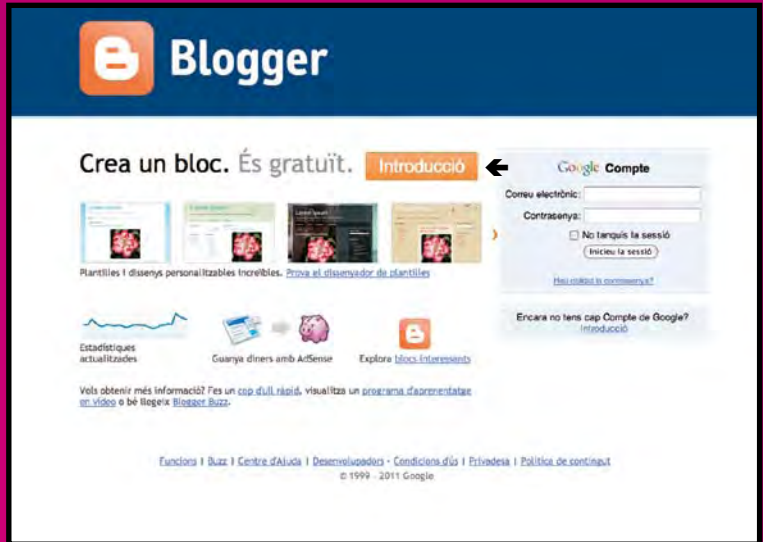 Blogger
Crea un bloc. És gratuït. Introducció
Google Compte
Correu electrònic:
Contrasenya:
No tanquis la sessió
Inicieu la sessió
Heu oblidat la contrasenya?
Plantilles i dissenys personalitzables increïbles. Prova el dissenyador de plantilles
Encara no tens cap Compte de Google?
Introducció
Estadístiques
actualitzades
Guanya diners amb AdSense
Explora blocs interessants
Vols obtenir més informació? Fes un cop d'ull ràpid, visualitza un programa d'aprenentatge
en vídeo o bé llegeix Blogger Buzz.
Funcions | Buzz | Centre d'Ajuda | Desenvolupadors - Condicions d'ús | Privadesa | Política de contingut
© 1999 - 2011 Google